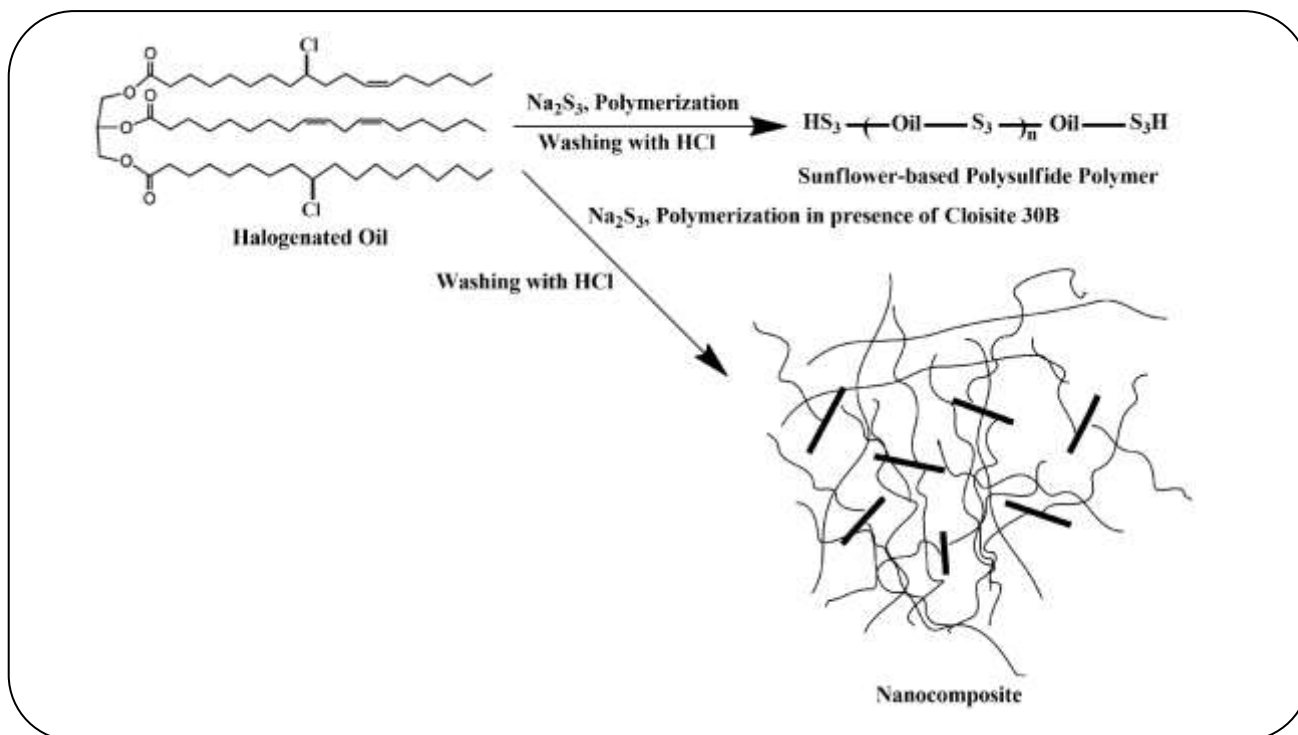 Cl
O
O
O
O
O
O
Cl
Halogenated Oil
Na2S3, Polymerization
Washing with HCl
HS3 —( Oil — S3 —)n Oil — S3H
Sunflower-based Polysulfide Polymer
Na2S3, Polymerization in presence of Cloisite 30B
Washing with HCl
Nanocomposite